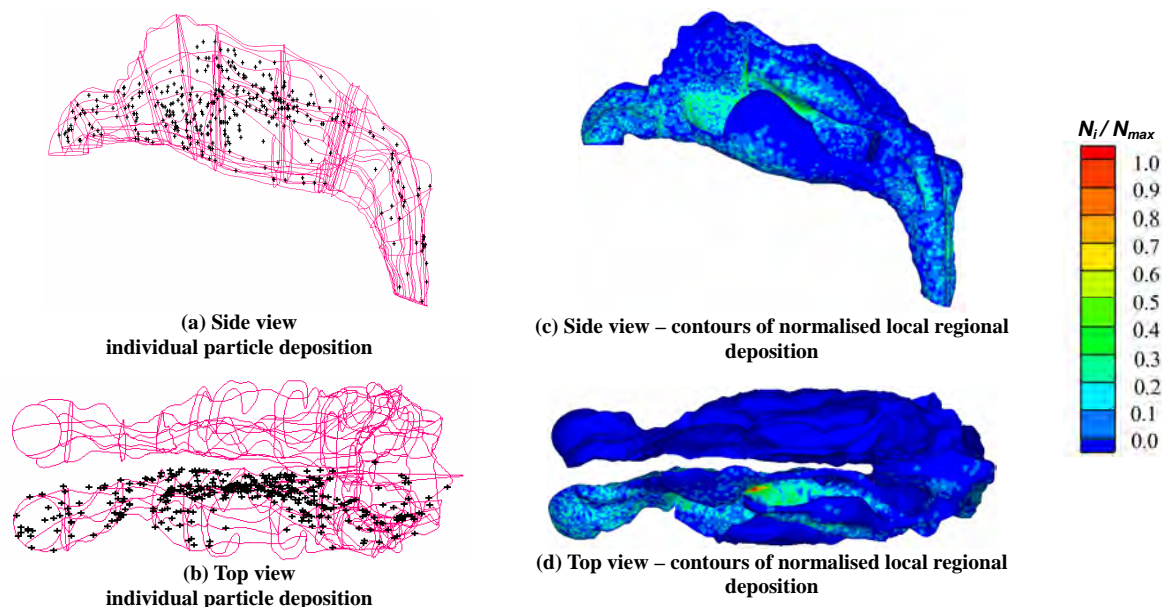 (a) Side view
individual particle deposition
(b) Top view
individual particle deposition
(c) Side view – contours of normalised local regional
deposition
(d) Top view – contours of normalised local regional
deposition
Ni / Nmax
1.0
0.9
0.8
0.7
0.6
0.5
0.4
0.3
0.2
0.1
0.0